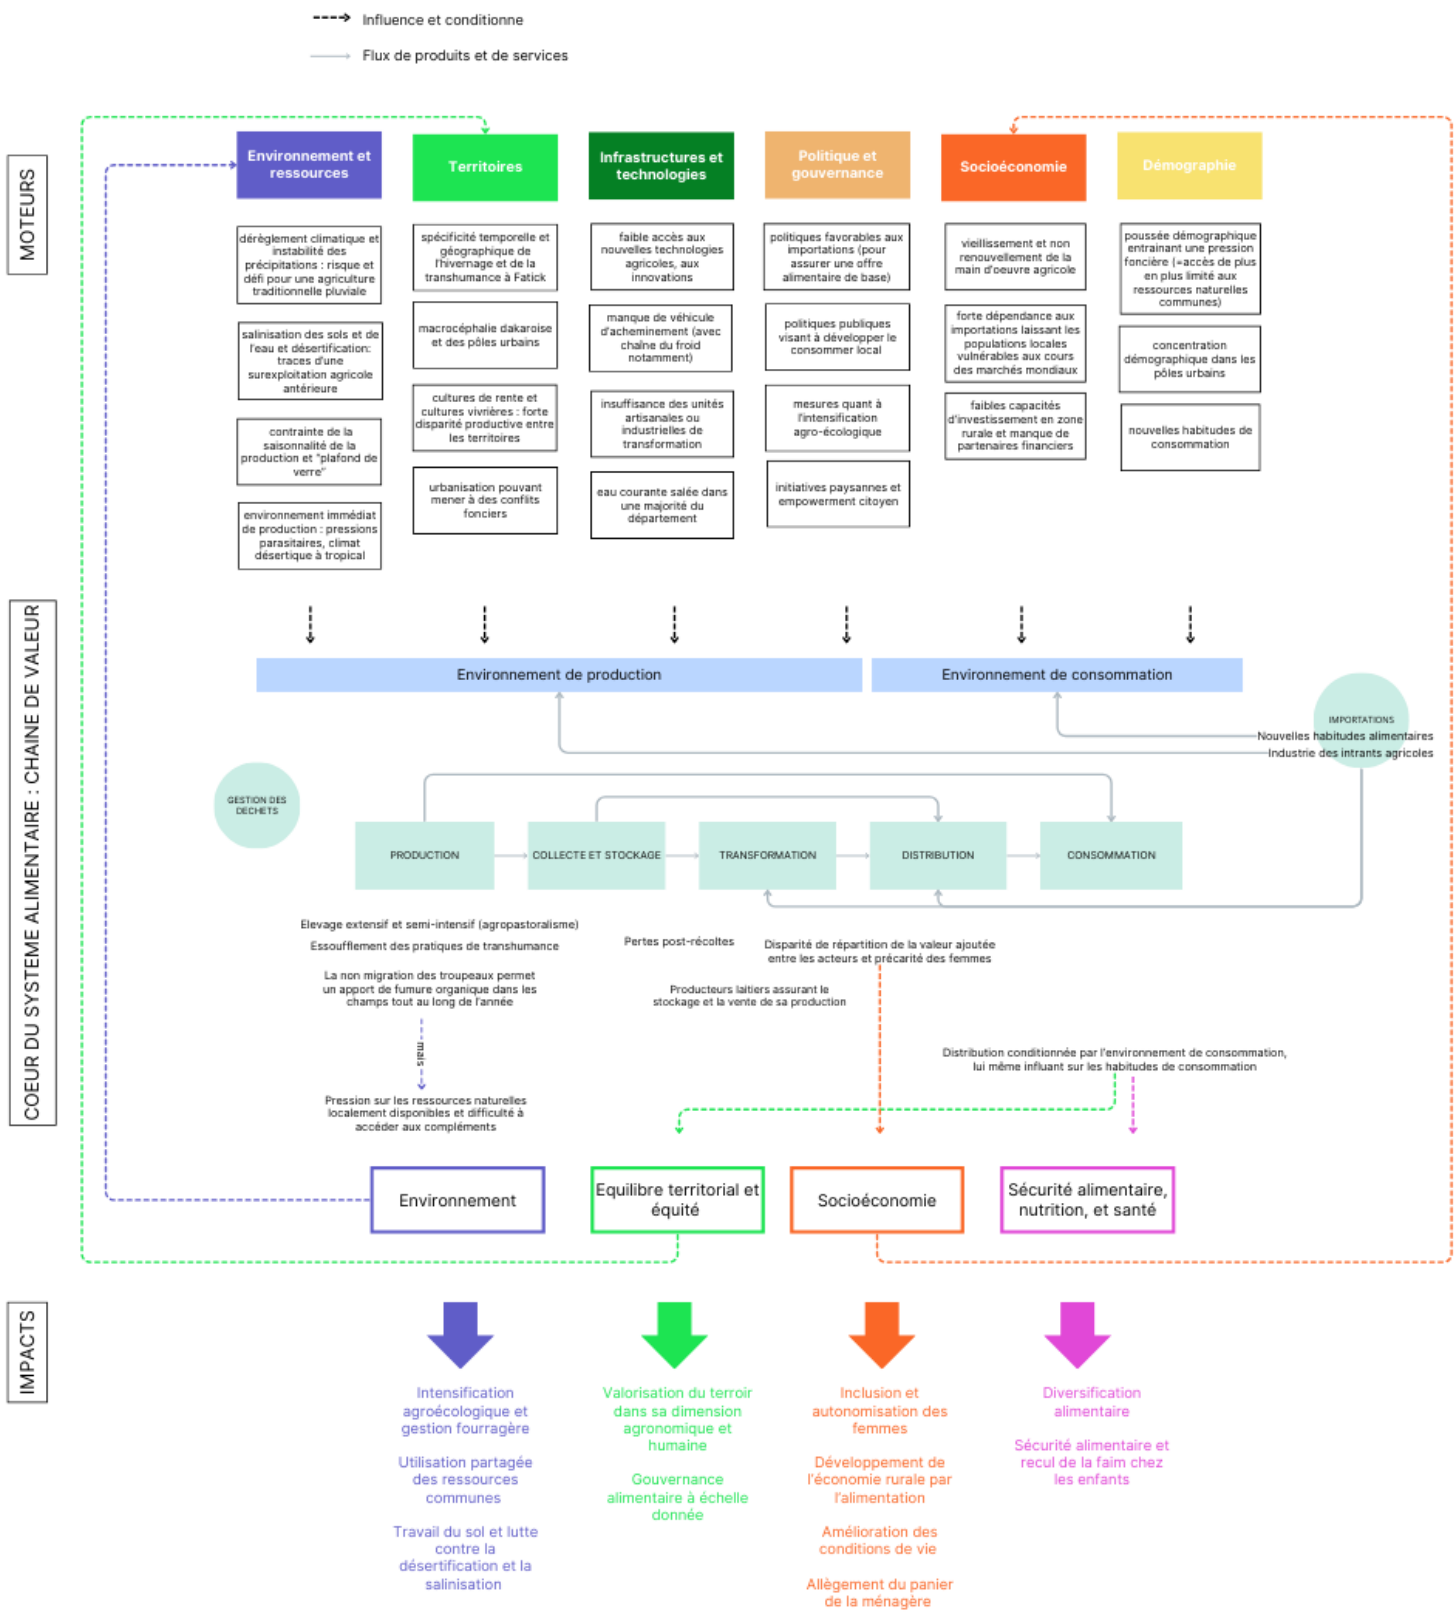 Influence et conditionne
Flux de produits et de services
MOTEURS
Environnement et
ressources
Territoires
Infrastructures et
technologies
Politique et
gouvernance
Socioéconomie
Démographie
dérèglement climatique et
instabilité des
précipitations : risque et
défi pour une agriculture
traditionnelle pluviale
salinisation des sols et de
l'eau et désertification:
traces d'une
surexploitation agricole
antérieure
contrainte de la
saisonnalité de la
production et "plafond de
verre"
environnement immédiat
de production : pressions
parasitaires, climat
désertique à tropical
spécificité temporelle et
géographique de
l'hivernage et de la
transhumance à Fatick
macrocéphalie dakaroise
et des pôles urbains
cultures de rente et
cultures vivrières : forte
disparité productive entre
les territoires
urbanisation pouvant
mener à des conflits
fonciers
faible accès aux
nouvelles technologies
agricoles, aux
innovations
manque de véhicule
d'acheminement (avec
chaîne du froid
notamment)
insuffisance des unités
artisanales ou
industrielles de
transformation
eau courante salée dans
une majorité du
département
politiques favorables aux
importations (pour
assurer une offre
alimentaire de base)
politiques publiques
visant à développer le
consommer local
mesures quant à
l'intensification
agro-écologique
initiatives paysannes et
empowerment citoyen
vieillissement et non
renouvellement de la
main d'oeuvre agricole
forte dépendance aux
importations laissant les
populations locales
vulnérables aux cours
des marchés mondiaux
faibles capacités
d'investissement en zone
rurale et manque de
partenaires financiers
poussée démographique
entrainant une pression
foncière (=accès de plus
en plus limité aux
ressources naturelles
communes)
concentration
démographique dans les
pôles urbains
nouvelles habitudes de
consommation
COEUR DU SYSTEME ALIMENTAIRE : CHAINE DE VALEUR
Environnement de production
Environnement de consommation
IMPORTATIONS
Nouvelles habitudes alimentaires
Industrie des intrants agricoles
GESTION DES
DECHETS
PRODUCTION
COLLECTE ET STOCKAGE
TRANSFORMATION
DISTRIBUTION
CONSOMMATION
Elevage extensif et semi-intensif (agropastoralisme)
Essoufflement des pratiques de transhumance
La non migration des troupeaux permet
un apport de fumure organique dans les
champs tout au long de l'année
mais
Pression sur les ressources naturelles
localement disponibles et difficulté à
accéder aux compléments
Pertes post-récoltes
Disparité de répartition de la valeur ajoutée
entre les acteurs et précarité des femmes
Producteurs laitiers assurant le
stockage et la vente de sa production
Distribution conditionnée par l'environnement de consommation,
lui même influant sur les habitudes de consommation
Environnement
Equilibre territorial et
équité
Socioéconomie
Sécurité alimentaire,
nutrition, et santé
IMPACTS
Intensification
agroécologique et
gestion fourragère
Utilisation partagée
des ressources
communes
Travail du sol et lutte
contre la
désertification et la
salinisation
Valorisation du terroir
dans sa dimension
agronomique et
humaine
Gouvernance
alimentaire à échelle
donnée
Inclusion et
autonomisation des
femmes
Développement de
l'économie rurale par
l'alimentation
Amélioration des
conditions de vie
Allègement du panier
de la ménagère
Diversification
alimentaire
Sécurité alimentaire et
recul de la faim chez
les enfants